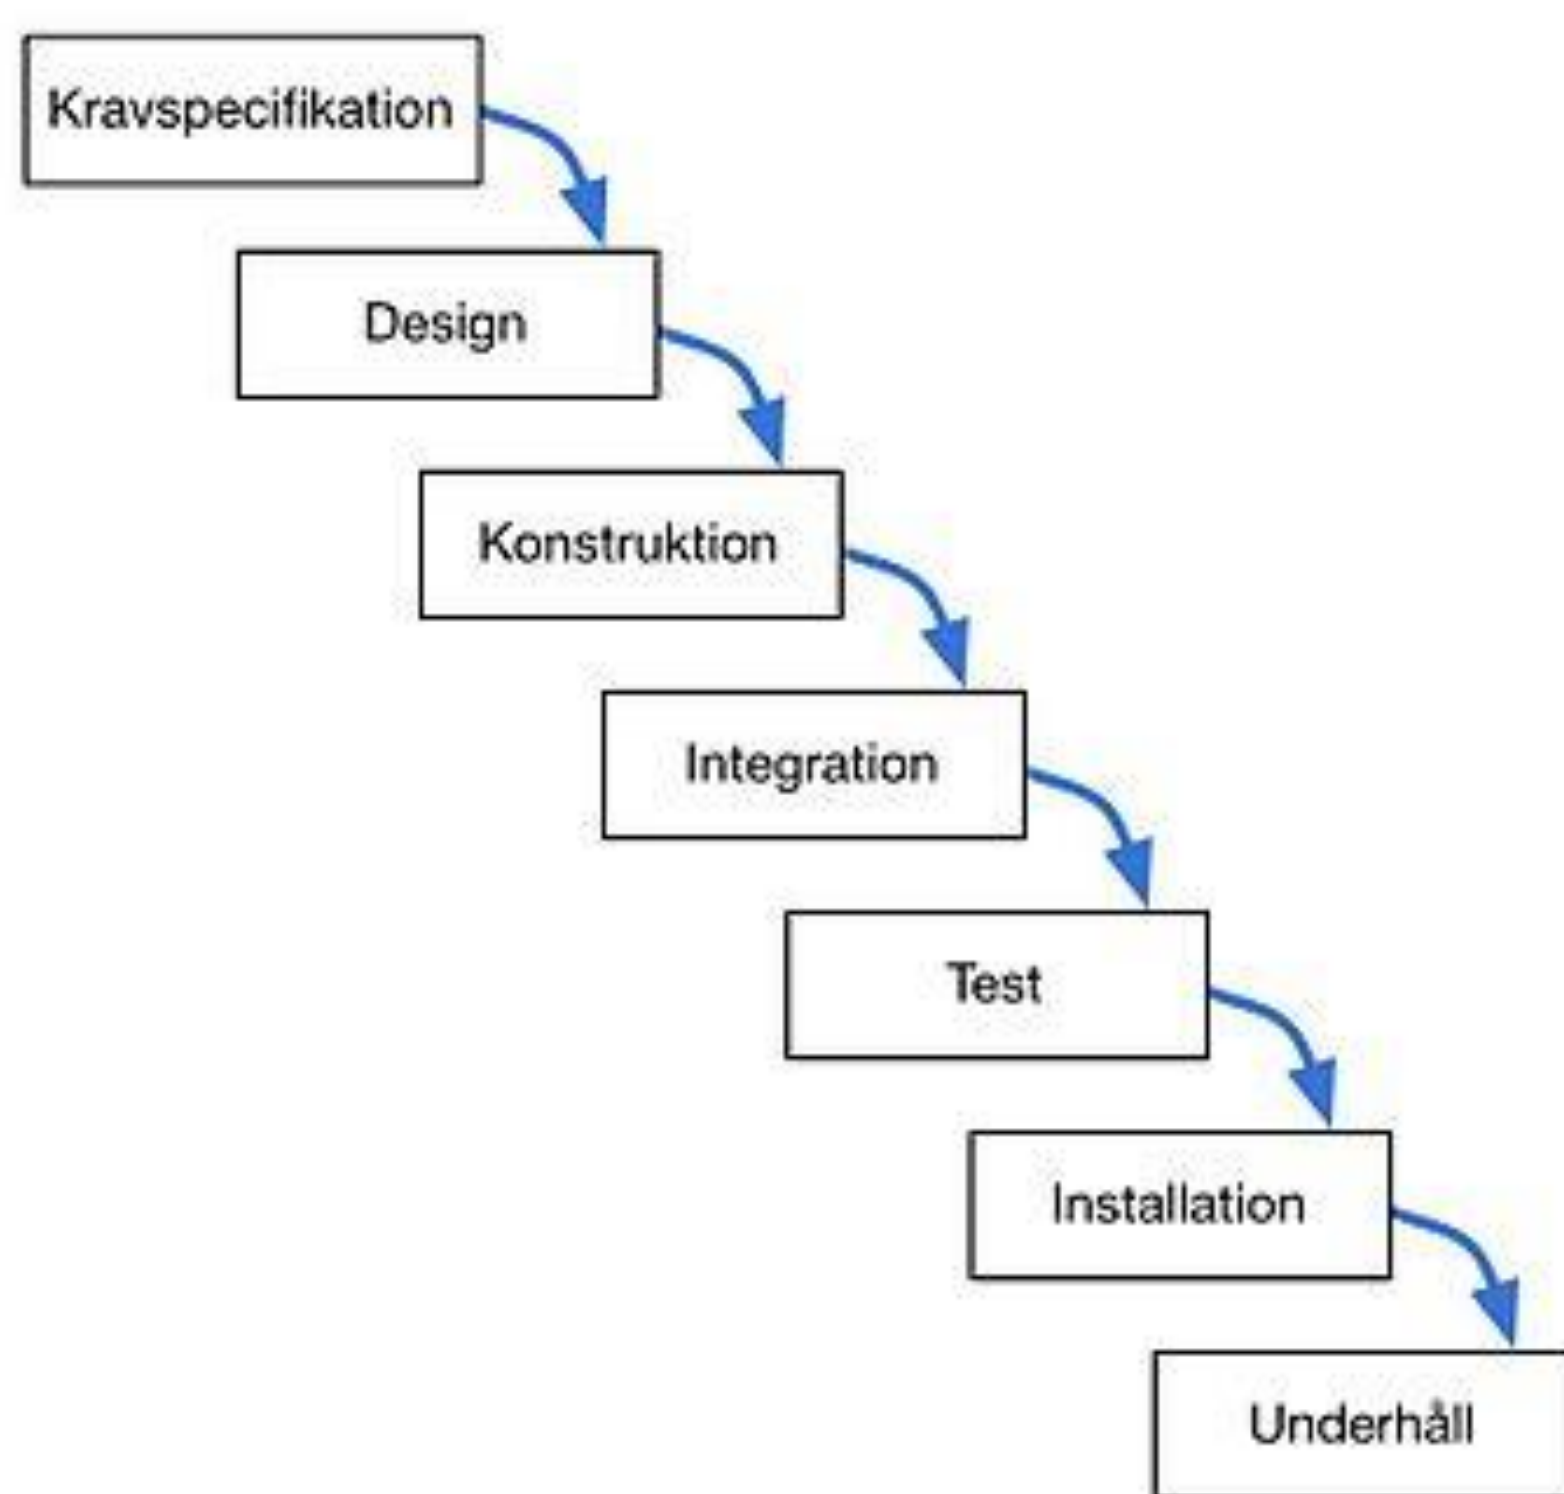 Kravspecifikation
Design
Konstruktion
Integration
Test
Installation
Underhåll